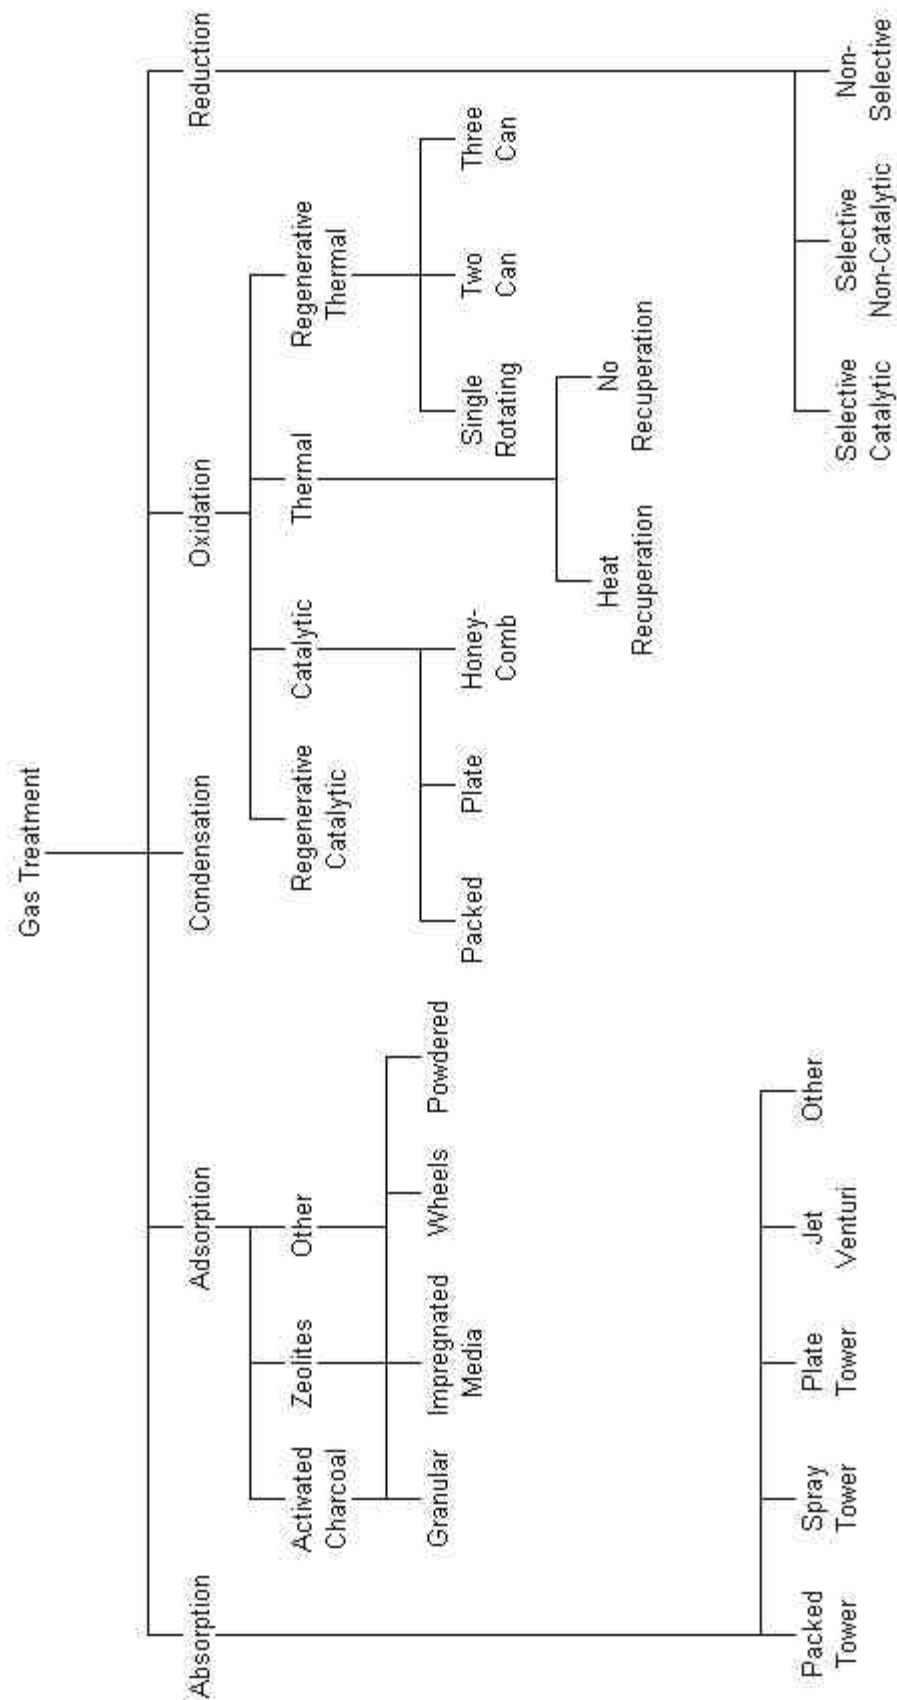 Gas Treatment
Absorption
Adsorption
Condensation
Oxidation
Reduction
Activated
Charcoal
Zeolites
Other
Regenerative
Catalytic
Catalytic
Thermal
Regenerative
Thermal
Granular
Impregnated
Media
Wheels
Powdered
Packed
Plate
Honey-
Comb
Single
Rotating
Two
Can
Three
Can
Heat
Recuperation
No
Recuperation
Packed
Tower
Spray
Tower
Plate
Tower
Jet
Venturi
Other
Selective
Catalytic
Selective
Non-Catalytic
Non-
Selective